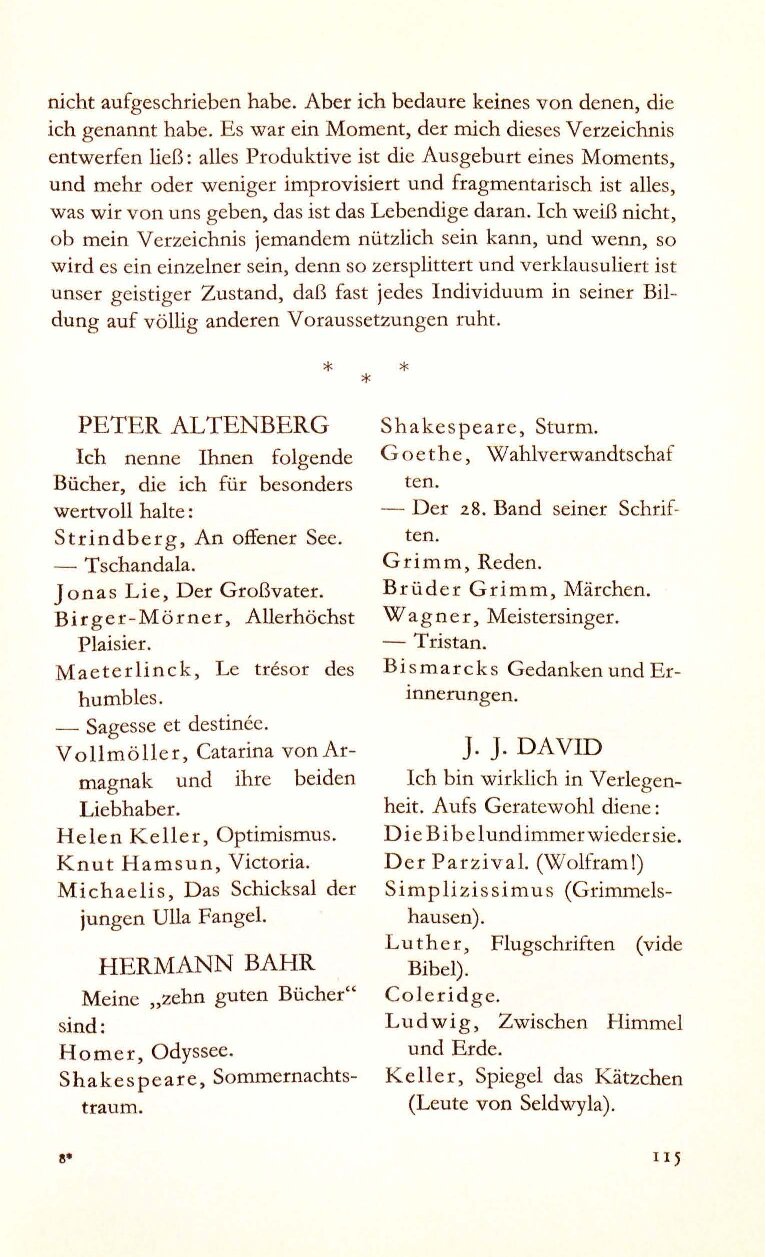 nicht aufgeschrieben habe. Aber ich bedaure keines von denen, die
ich genannt habe. Es war ein Moment, der mich dieses Verzeichnis
entwerfen ließ: alles Produktive ist die Ausgeburt eines Moments,
und mehr oder weniger improvisiert und fragmentarisch ist alles,
was wir von uns geben, das ist das Lebendige daran. Ich weiß nicht,
ob mein Verzeichnis jemandem nützlich sein kann, und wenn, so
wird es ein einzelner sein, denn so zersplittert und verklausuliert ist
unser geistiger Zustand, daß fast jedes Individuum in seiner Bil-
dung auf völlig anderen Voraussetzungen ruht.
* * *
PETER ALTENBERG
Ich nenne Ihnen folgende
Bücher, die ich für besonders
wertvoll halte:
Strindberg, An offener See.
— Tschandala.
Jonas Lie, Der Großvater.
Birger-Mörner, Allerhöchst
Plaisier.
Maeterlinck, Le trésor des
humbles.
— Sagesse et destinée.
Vollmöller, Catarina von Ar-
magnak und ihre beiden
Liebhaber.
Helen Keller, Optimismus.
Knut Hamsun, Victoria.
Michaelis, Das Schicksal der
jungen Ulla Fangel.
HERMANN BAHR
Meine „zehn guten Bücher“
sind:
Homer, Odyssee.
Shakespeare, Sommernachts-
traum.
Shakespeare, Sturm.
Goethe, Wahlverwandtschaf
ten.
— Der 28. Band seiner Schrif-
ten.
Grimm, Reden.
Brüder Grimm, Märchen.
Wagner, Meistersinger.
— Tristan.
Bismarcks Gedanken und Er-
innerungen.
J. J. DAVID
Ich bin wirklich in Verlegen-
heit. Aufs Geratewohl diene:
Die Bibel und immer wieder sie.
Der Parzival. (Wolfram!)
Simplizissimus (Grimmels-
hausen).
Luther, Flugschriften (vide
Bibel).
Coleridge.
Ludwig, Zwischen Himmel
und Erde.
Keller, Spiegel das Kätzchen
(Leute von Seldwyla).
8*
115